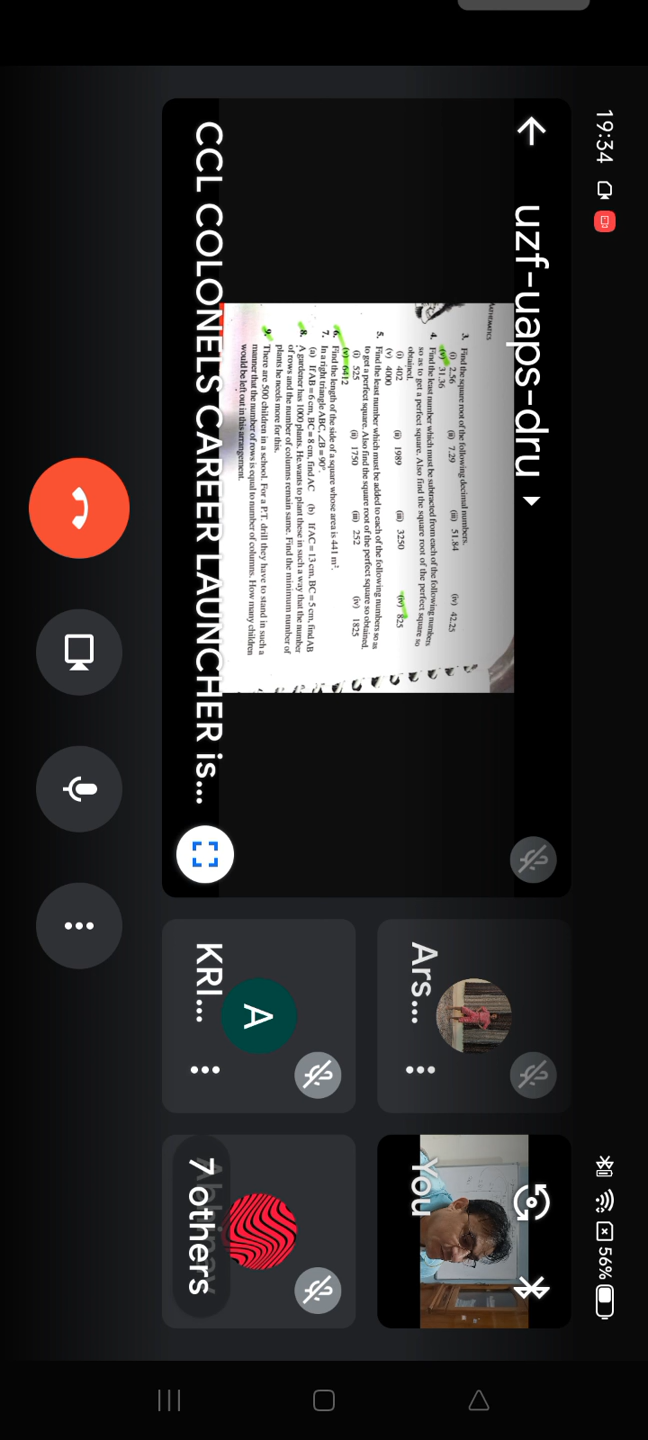 19:34
56%
uzf-uaps-dru
MATHEMATICS
3. Find the square root of the following decimal numbers.
(i) 2.56 (ii) 7.29 (iii) 51.84 (iv) 42.25
(v) 31.36
4. Find the least number which must be subtracted from each of the following numbers
so as to get a perfect square. Also find the square root of the perfect square so
obtained.
(i) 402 (ii) 1989 (iii) 3250 (iv) 825
(v) 4000
5. Find the least number which must be added to each of the following numbers so as
to get a perfect square. Also find the square root of the perfect square so obtained.
(i) 525 (ii) 1750 (iii) 252 (iv) 1825
(v) 6412
6. Find the length of the side of a square whose area is 441 m².
7. In a right triangle ABC, ∠B = 90°.
(a) If AB = 6 cm, BC = 8 cm, find AC (b) If AC = 13 cm, BC = 5 cm, find AB
8. A gardener has 1000 plants. He wants to plant these in such a way that the number
of rows and the number of columns remain same. Find the minimum number of
plants he needs more for this.
9. There are 500 children in a school. For a P.T. drill they have to stand in such a
manner that the number of rows is equal to number of columns. How many children
would be left out in this arrangement.
CCL COLONELS CAREER LAUNCHER is...
Ars...
You
A
KRI...
7 others